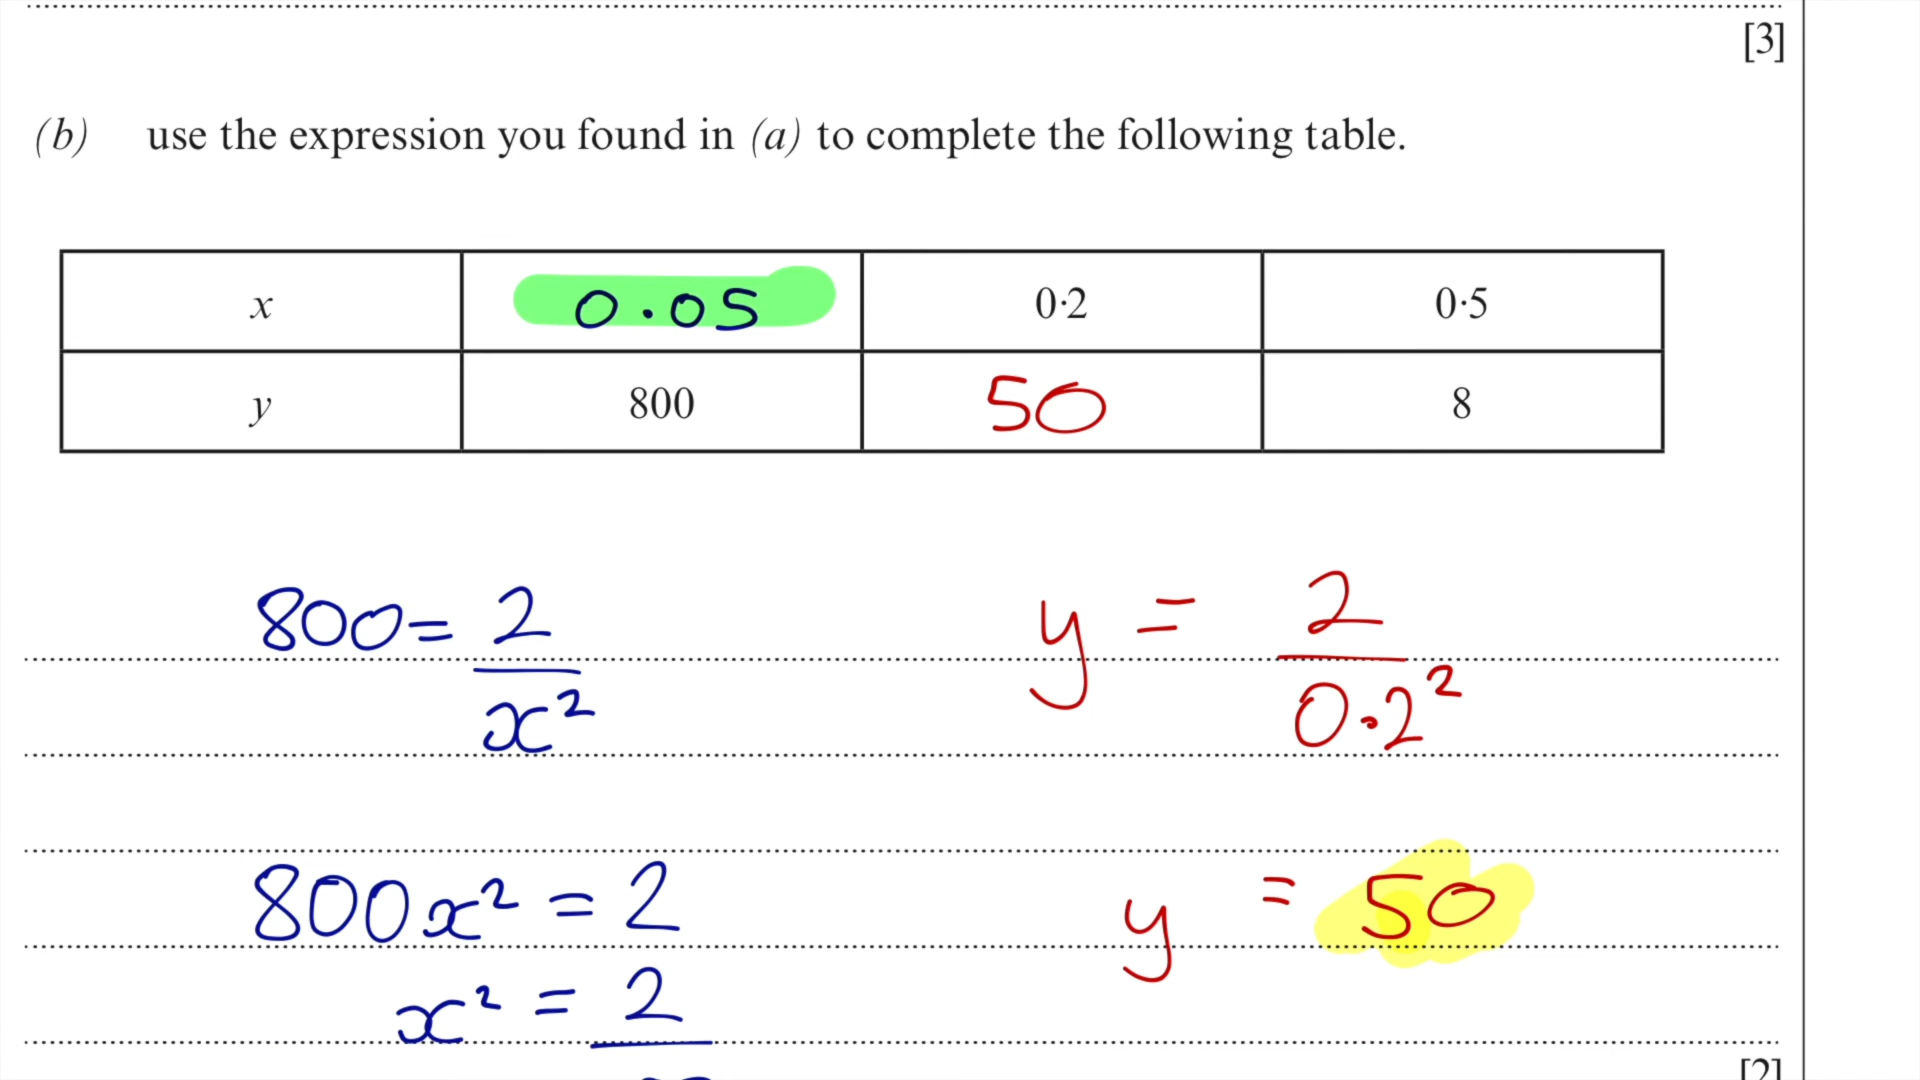 [3]
(b) use the expression you found in (a) to complete the following table.
x 0.05 0·2 0·5
y 800 50 8
800 = 2/x² y = 2/0.2²
800x² = 2 y = 50
x² = 2
[2]